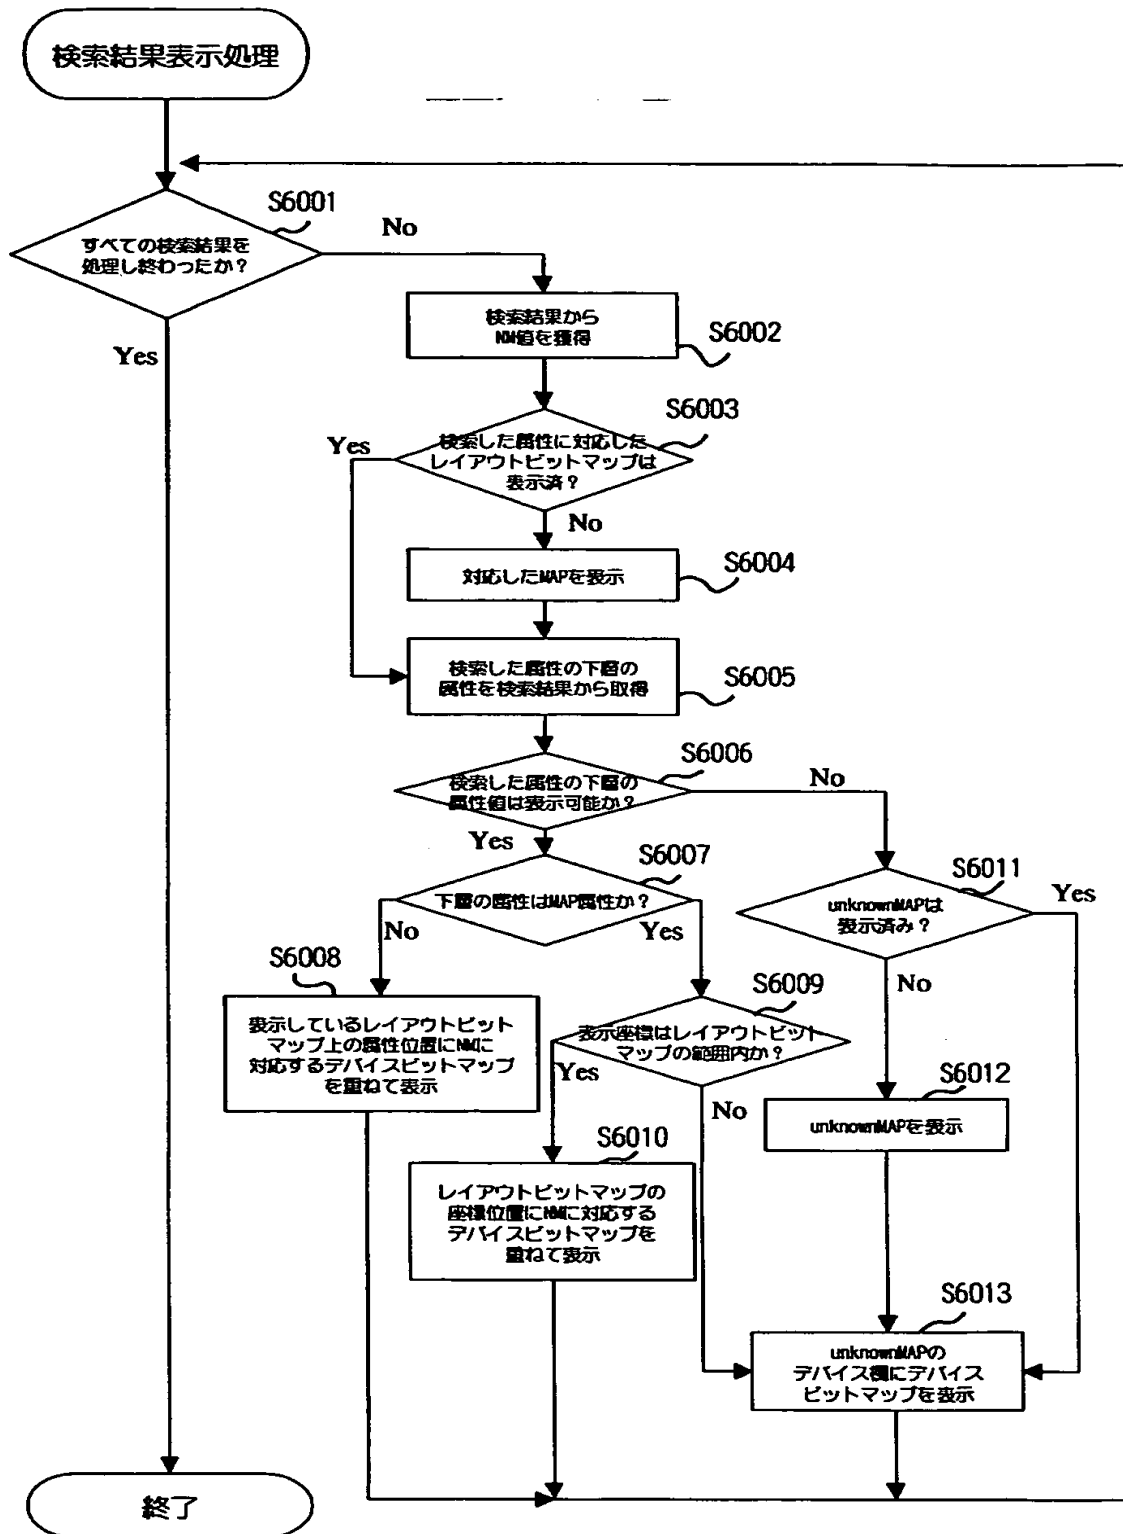 検索結果表示処理
S6001
すべての検索結果を
処理し終わったか？
No
Yes
検索結果から
NM値を獲得
S6002
S6003
検索した属性に対応した
レイアウトビットマップは
表示済？
Yes
No
対応したMAPを表示
S6004
検索した属性の下層の
属性を検索結果から取得
S6005
S6006
検索した属性の下層の
属性値は表示可能か？
No
Yes
S6007
下層の属性はMAP属性か？
No
Yes
S6011
unknownMAPは
表示済み？
Yes
No
S6008
表示しているレイアウトビット
マップ上の属性位置にNMに
対応するデバイスビットマップ
を重ねて表示
S6009
表示座標はレイアウトビット
マップの範囲内か？
Yes
No
S6012
unknownMAPを表示
S6010
レイアウトビットマップの
座標位置にNMに対応する
デバイスビットマップを
重ねて表示
S6013
unknownMAPの
デバイス欄にデバイス
ビットマップを表示
終了